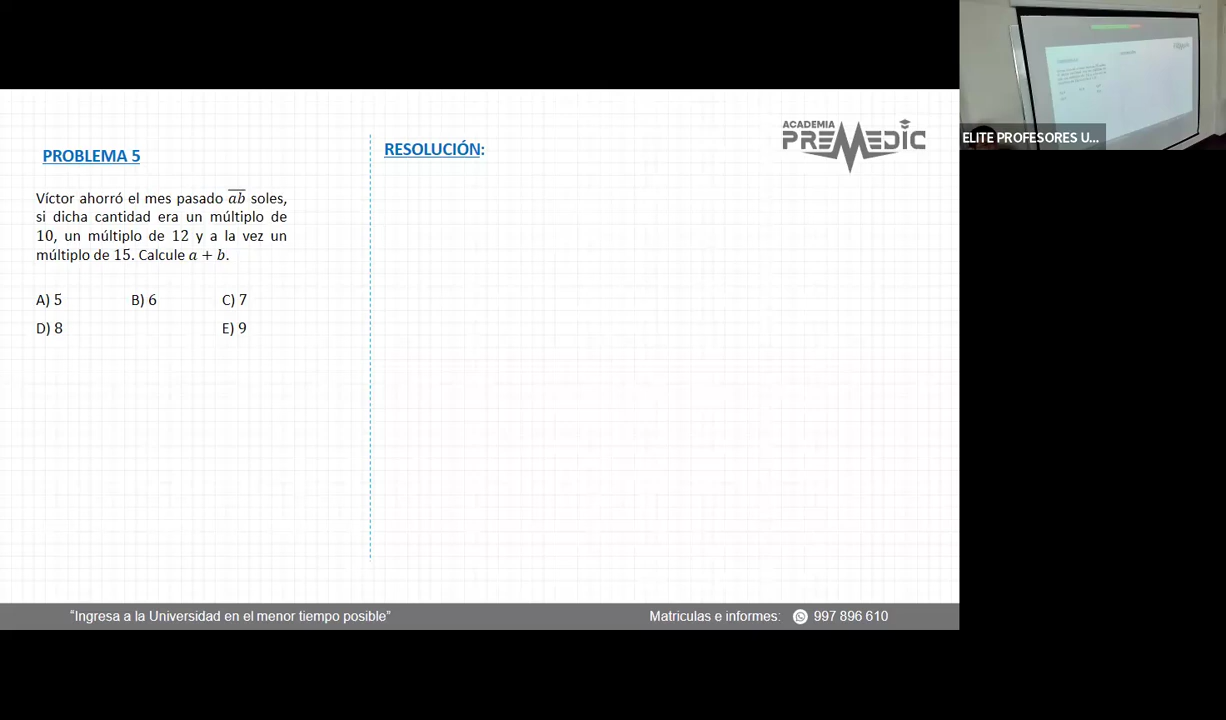 ACADEMIA
PREMEDIC
PROBLEMA 5
RESOLUCIÓN:
Víctor ahorró el mes pasado \overline{ab} soles,
si dicha cantidad era un múltiplo de
10, un múltiplo de 12 y a la vez un
múltiplo de 15. Calcule a + b.
A) 5 B) 6 C) 7
D) 8 E) 9
"Ingresa a la Universidad en el menor tiempo posible"
Matriculas e informes: 997 896 610
ELITE PROFESORES U...